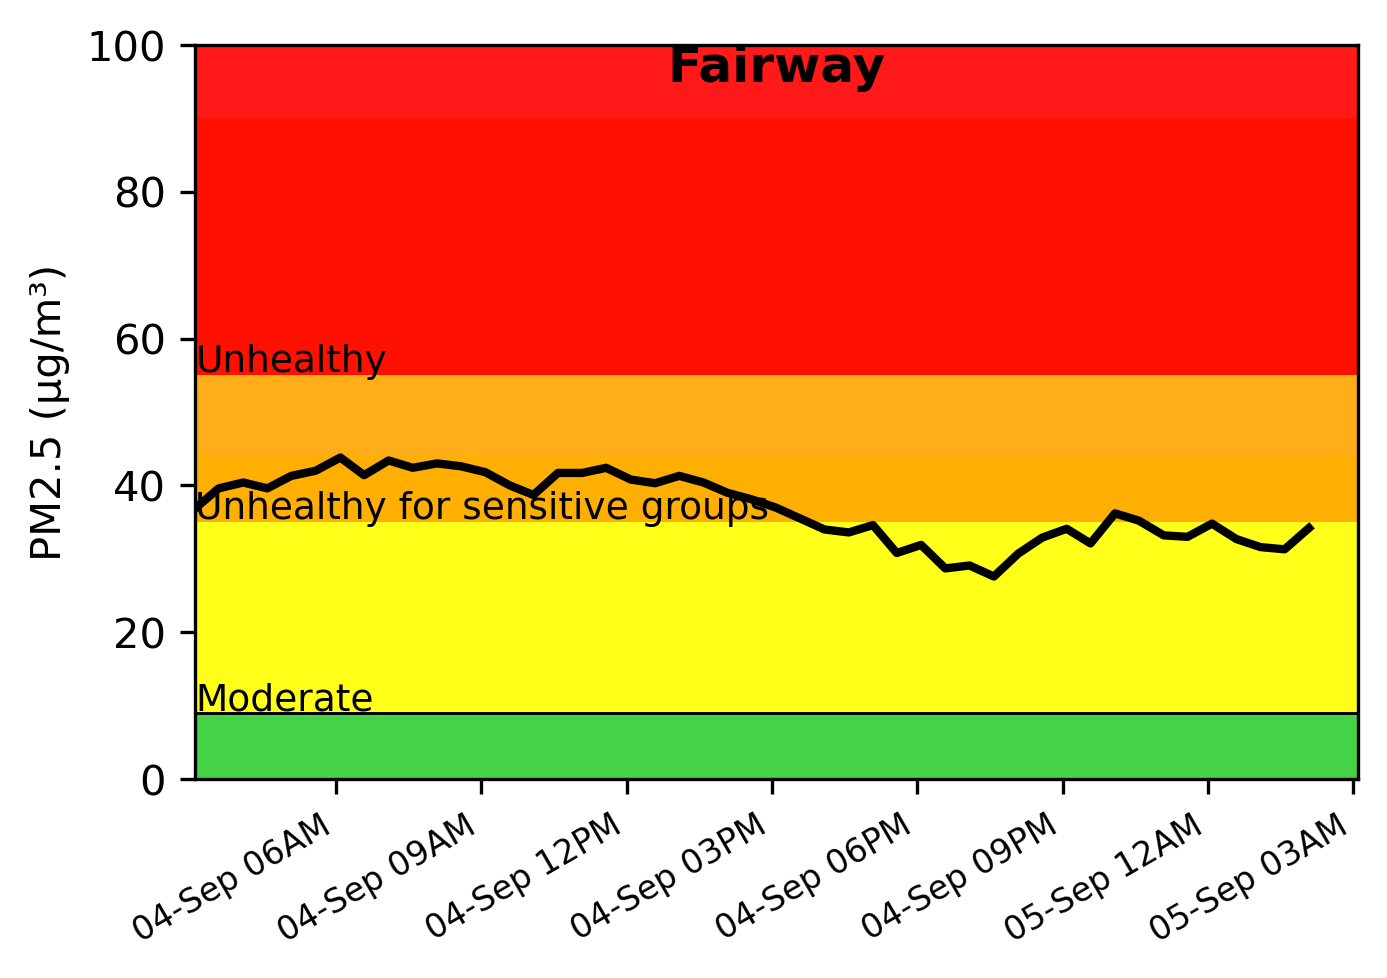 Fairway
100
80
60
40
20
0
PM2.5 (µg/m³)
Unhealthy
Unhealthy for sensitive groups
Moderate
04-Sep 06AM
04-Sep 09AM
04-Sep 12PM
04-Sep 03PM
04-Sep 06PM
04-Sep 09PM
05-Sep 12AM
05-Sep 03AM